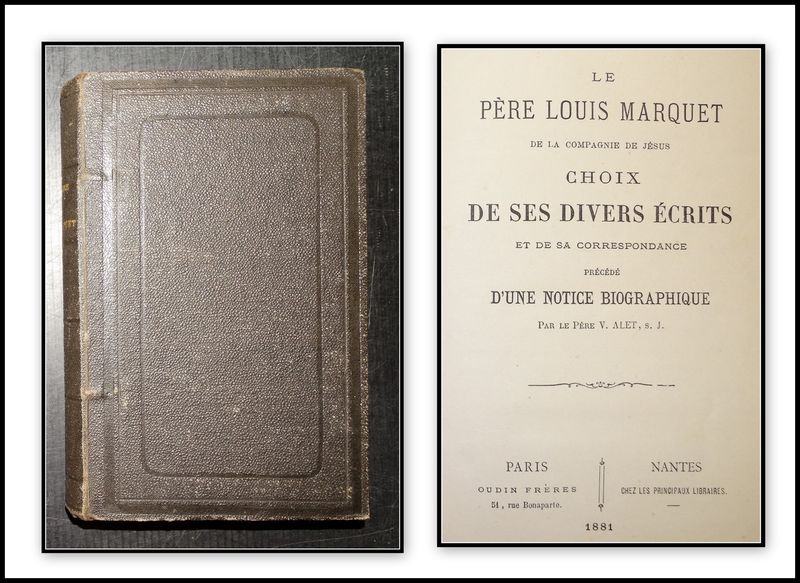 LE
PÈRE LOUIS MARQUET
DE LA COMPAGNIE DE JÉSUS
CHOIX
DE SES DIVERS ÉCRITS
ET DE SA CORRESPONDANCE
PRÉCÉDÉ
D'UNE NOTICE BIOGRAPHIQUE
PAR LE PÈRE V. ALET, S. J.
PARIS
OUDIN FRÈRES
51, rue Bonaparte.
NANTES
CHEZ LES PRINCIPAUX LIBRAIRES.
1881